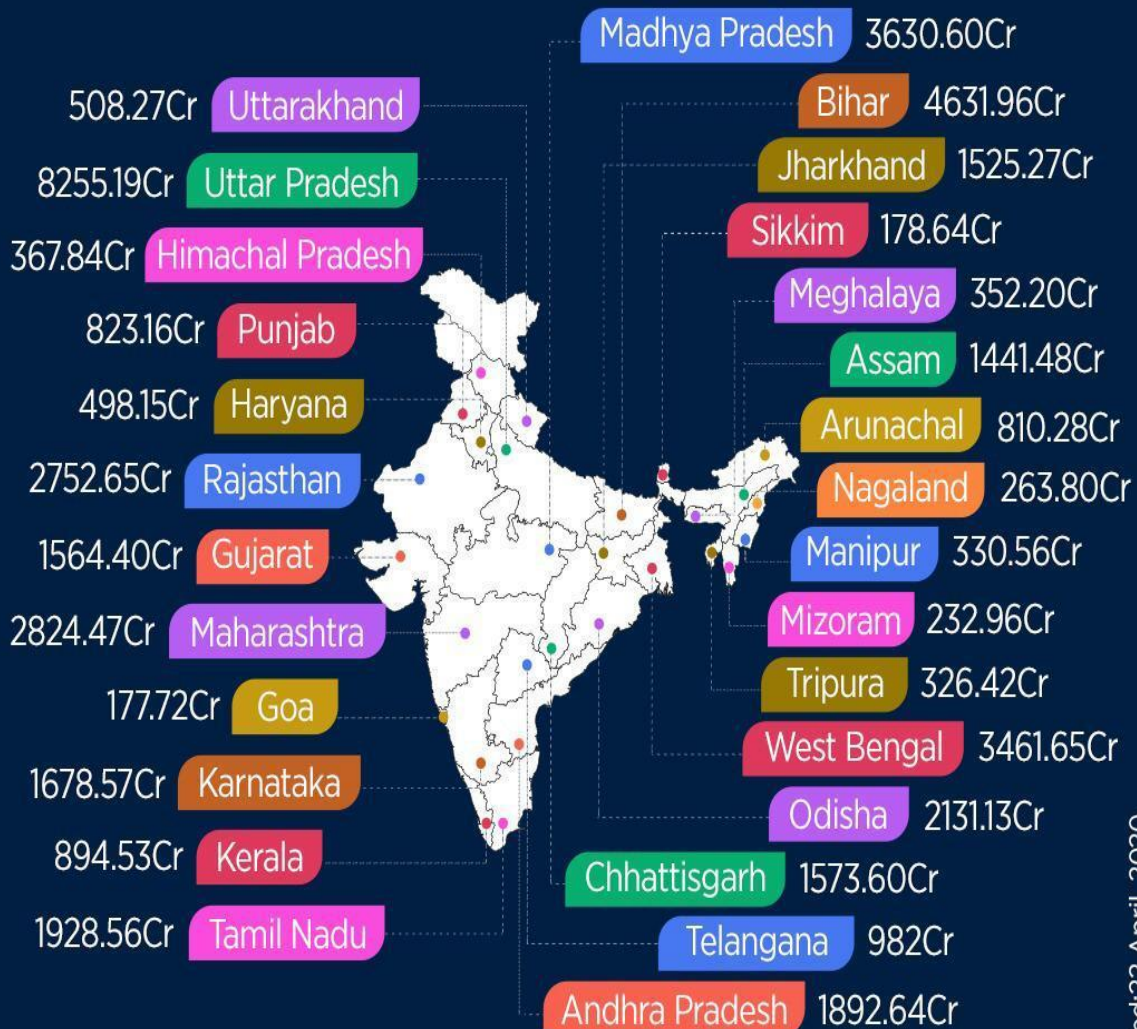 508.27Cr Uttarakhand
8255.19Cr Uttar Pradesh
367.84Cr Himachal Pradesh
823.16Cr Punjab
498.15Cr Haryana
2752.65Cr Rajasthan
1564.40Cr Gujarat
2824.47Cr Maharashtra
177.72Cr Goa
1678.57Cr Karnataka
894.53Cr Kerala
1928.56Cr Tamil Nadu
Madhya Pradesh 3630.60Cr
Bihar 4631.96Cr
Jharkhand 1525.27Cr
Sikkim 178.64Cr
Meghalaya 352.20Cr
Assam 1441.48Cr
Arunachal 810.28Cr
Nagaland 263.80Cr
Manipur 330.56Cr
Mizoram 232.96Cr
Tripura 326.42Cr
West Bengal 3461.65Cr
Odisha 2131.13Cr
Chhattisgarh 1573.60Cr
Telangana 982Cr
Andhra Pradesh 1892.64Cr